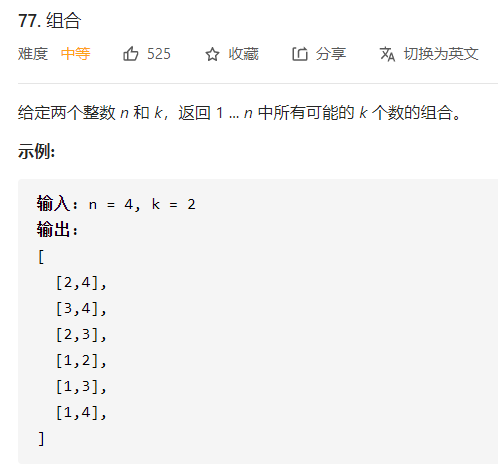 77. 组合
难度 中等 525 收藏 分享 切换为英文
给定两个整数 n 和 k，返回 1 ... n 中所有可能的 k 个数的组合。
示例:
输入: n = 4, k = 2
输出:
[
  [2,4],
  [3,4],
  [2,3],
  [1,2],
  [1,3],
  [1,4],
]